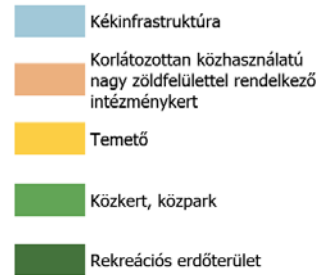 Kékinfrastruktúra
Korlátozottan közhasználatú
nagy zöldfelülettel rendelkező
intézménykert
Temető
Közkert, közpark
Rekreációs erdőterület